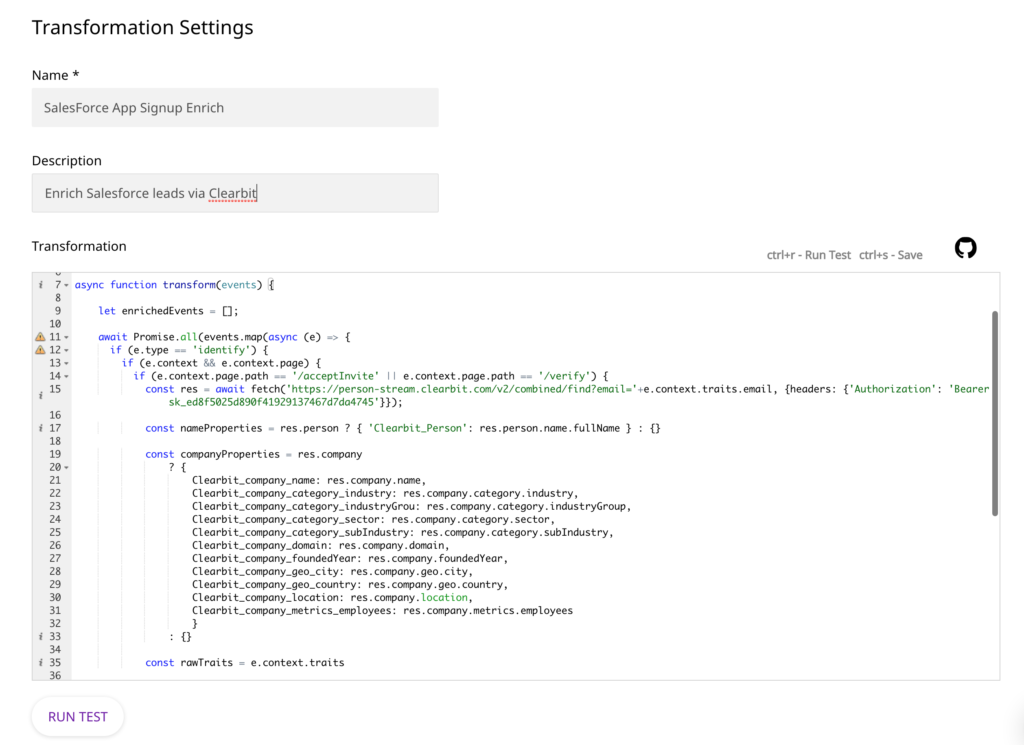 Transformation Settings
Name *
SalesForce App Signup Enrich
Description
Enrich Salesforce leads via Clearbit
Transformation
ctrl+r - Run Test ctrl+s - Save
7 async function transform(events) {
8
9 let enrichedEvents = [];
10
11 await Promise.all(events.map(async (e) => {
12 if (e.type == 'identify') {
13 if (e.context && e.context.page) {
14 if (e.context.page.path == '/acceptInvite' || e.context.page.path == '/verify') {
15 const res = await fetch('https://person-stream.clearbit.com/v2/combined/find?email='+e.context.traits.email, {headers: {'Authorization': 'Bearer
sk_ed8f5025d890f41929137467d7da4745'}});
16
17 const nameProperties = res.person ? { 'Clearbit_Person': res.person.name.fullName } : {}
18
19 const companyProperties = res.company
20 ? {
21 Clearbit_company_name: res.company.name,
22 Clearbit_company_category_industry: res.company.category.industry,
23 Clearbit_company_category_industryGrou: res.company.category.industryGroup,
24 Clearbit_company_category_sector: res.company.category.sector,
25 Clearbit_company_category_subIndustry: res.company.category.subIndustry,
26 Clearbit_company_domain: res.company.domain,
27 Clearbit_company_foundedYear: res.company.foundedYear,
28 Clearbit_company_geo_city: res.company.geo.city,
29 Clearbit_company_geo_country: res.company.geo.country,
30 Clearbit_company_location: res.company.location,
31 Clearbit_company_metrics_employees: res.company.metrics.employees
32 }
33 : {}
34
35 const rawTraits = e.context.traits
36
RUN TEST